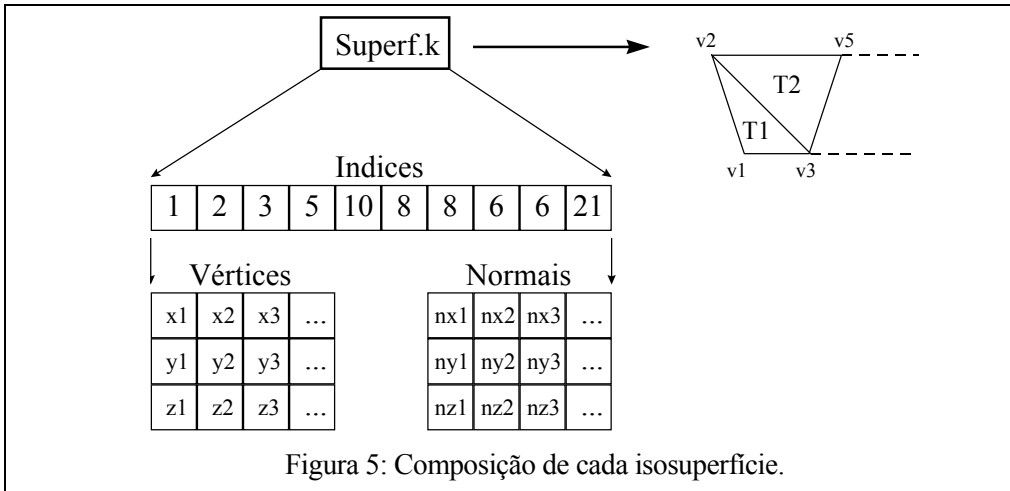 Superf.k
v2 v5
T2
T1
v1 v3
Indices
1 2 3 5 10 8 8 6 6 21
Vértices Normais
x1 x2 x3 ... nx1 nx2 nx3 ...
y1 y2 y3 ... ny1 ny2 ny3 ...
z1 z2 z3 ... nz1 nz2 nz3 ...
Figura 5: Composição de cada isosuperfície.